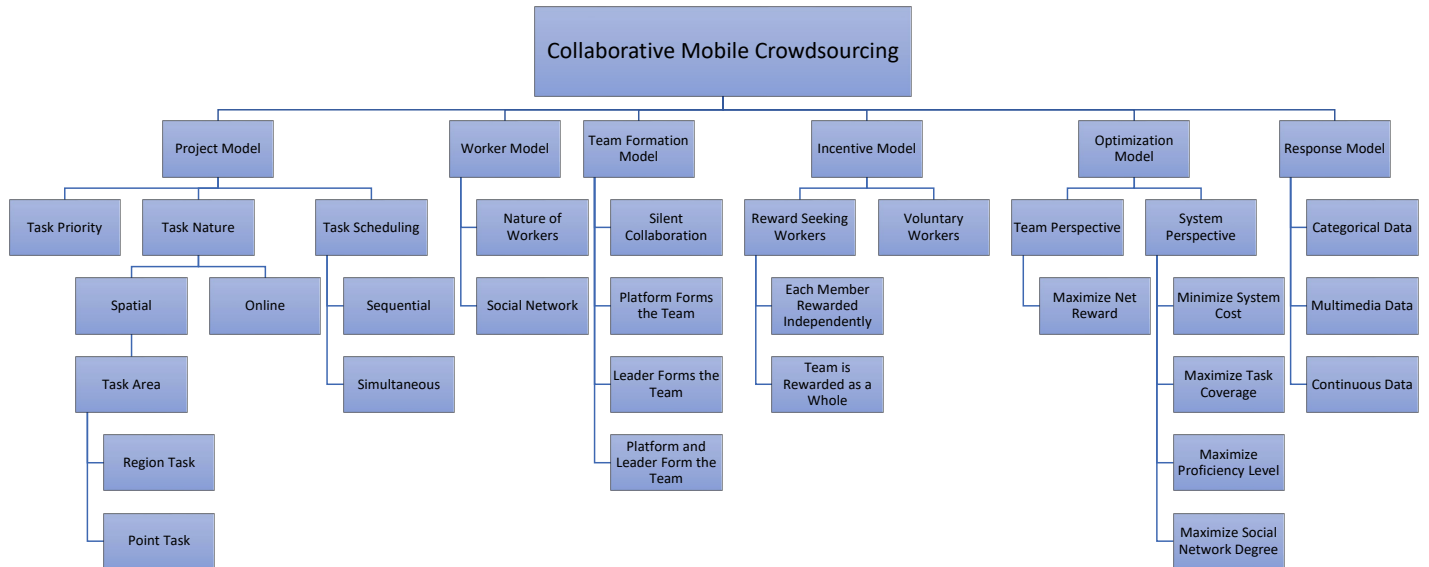 Collaborative Mobile Crowdsourcing
Project Model
Worker Model
Team Formation
Model
Incentive Model
Optimization
Model
Response Model
Task Priority
Task Nature
Task Scheduling
Nature of
Workers
Silent
Collaboration
Reward Seeking
Workers
Voluntary
Workers
Team Perspective
System
Perspective
Categorical Data
Spatial
Online
Sequential
Social Network
Platform Forms
the Team
Each Member
Rewarded
Independently
Maximize Net
Reward
Minimize System
Cost
Multimedia Data
Task Area
Simultaneous
Leader Forms the
Team
Team is
Rewarded as a
Whole
Maximize Task
Coverage
Continuous Data
Region Task
Platform and
Leader Form the
Team
Maximize
Proficiency Level
Point Task
Maximize Social
Network Degree